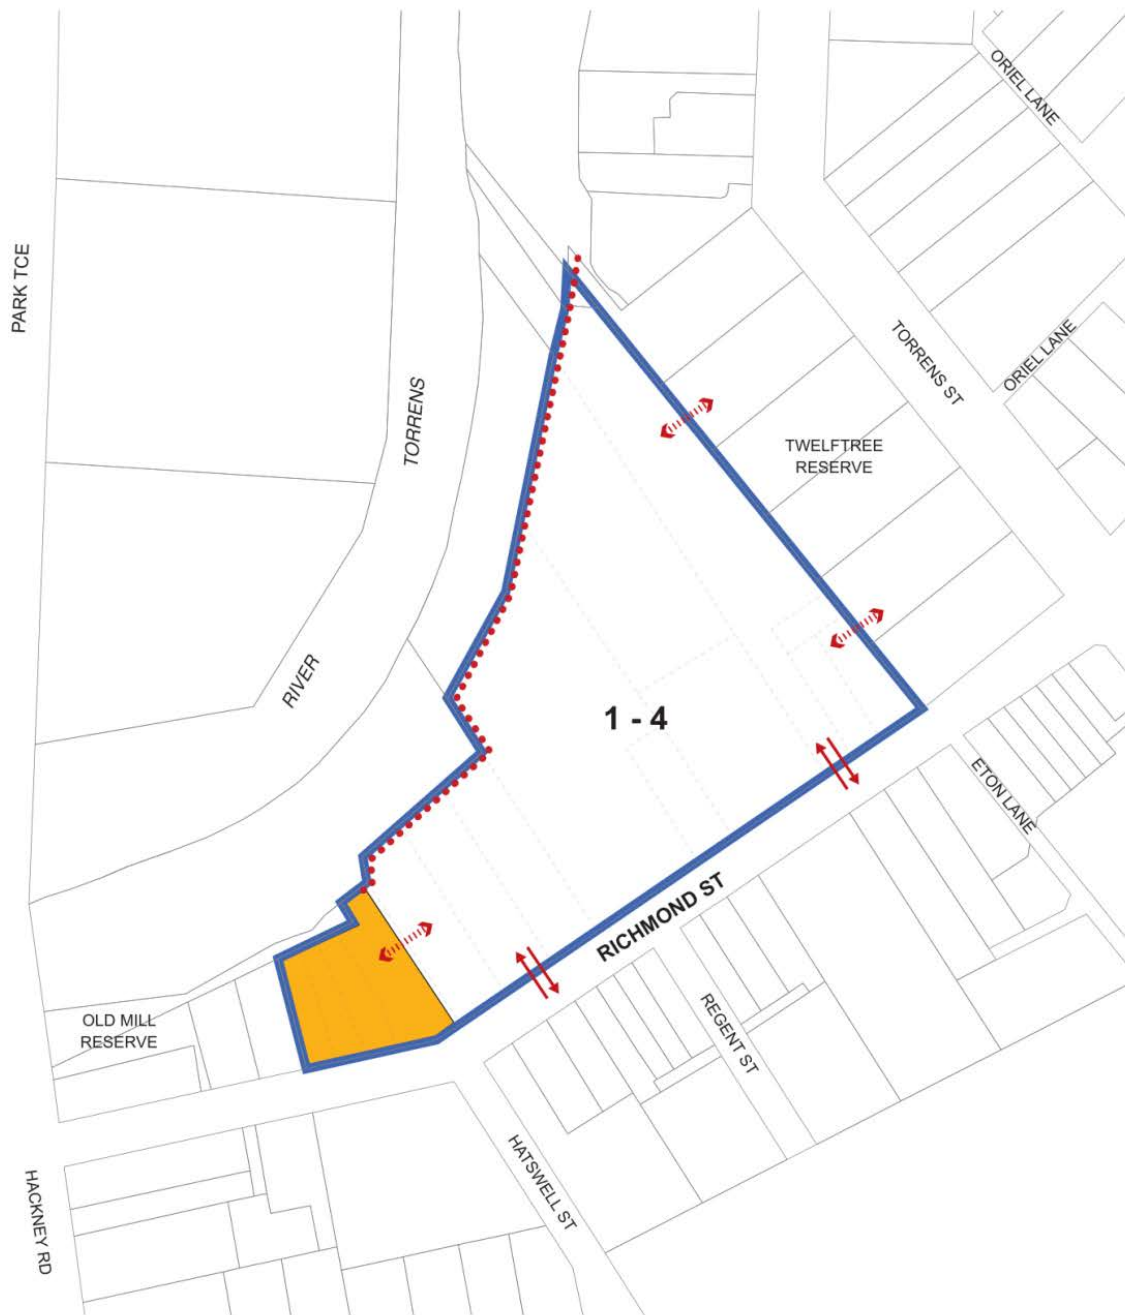 ORIEL LANE
PARK TCE
TORRENS ST
ORIEL LANE
TORRENS
TWELFTREE
RESERVE
RIVER
1 - 4
ETON LANE
RICHMOND ST
OLD MILL
RESERVE
REGENT ST
HATSWELL ST
HACKNEY RD